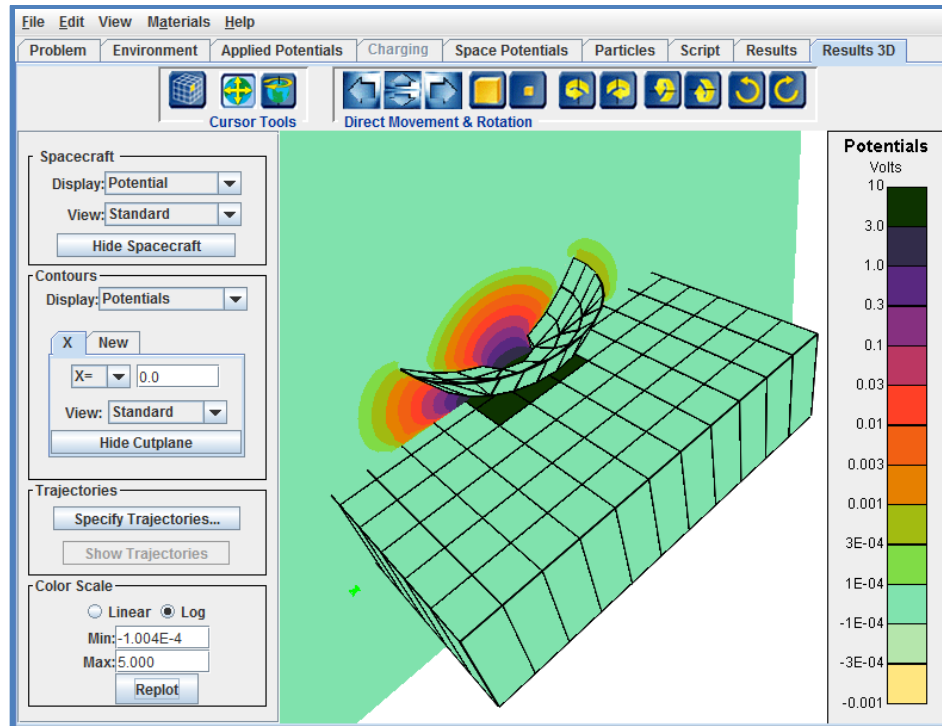 File Edit View Materials Help
Problem Environment Applied Potentials Charging Space Potentials Particles Script Results Results 3D
Cursor Tools Direct Movement & Rotation
Spacecraft
Display: Potential
View: Standard
Hide Spacecraft
Contours
Display: Potentials
X New
X= 0.0
View: Standard
Hide Cutplane
Trajectories
Specify Trajectories...
Show Trajectories
Color Scale
Linear Log
Min: -1.004E-4
Max: 5.000
Replot
Potentials
Volts
10
3.0
1.0
0.3
0.1
0.03
0.01
0.003
0.001
3E-04
1E-04
-1E-04
-3E-04
-0.001